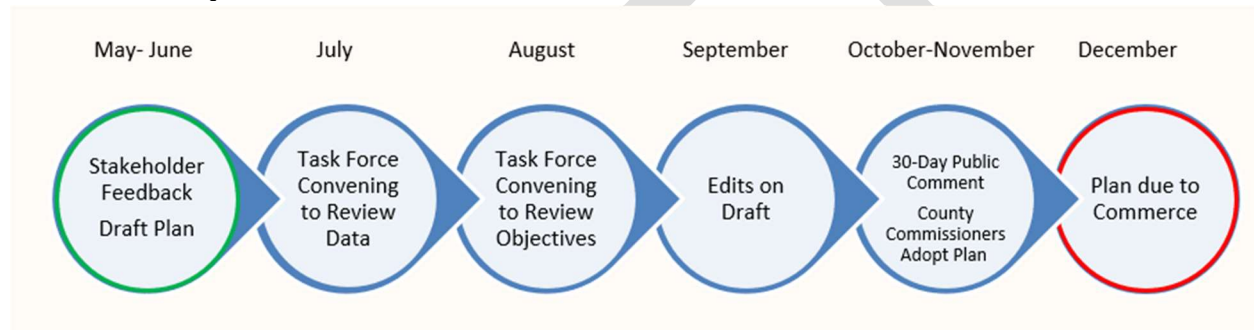 May- June
July
August
September
October-November
December
Stakeholder
Feedback
Draft Plan
Task Force
Convening
to Review
Data
Task Force
Convening
to Review
Objectives
Edits on
Draft
30-Day Public
Comment
County
Commissioners
Adopt Plan
Plan due to
Commerce